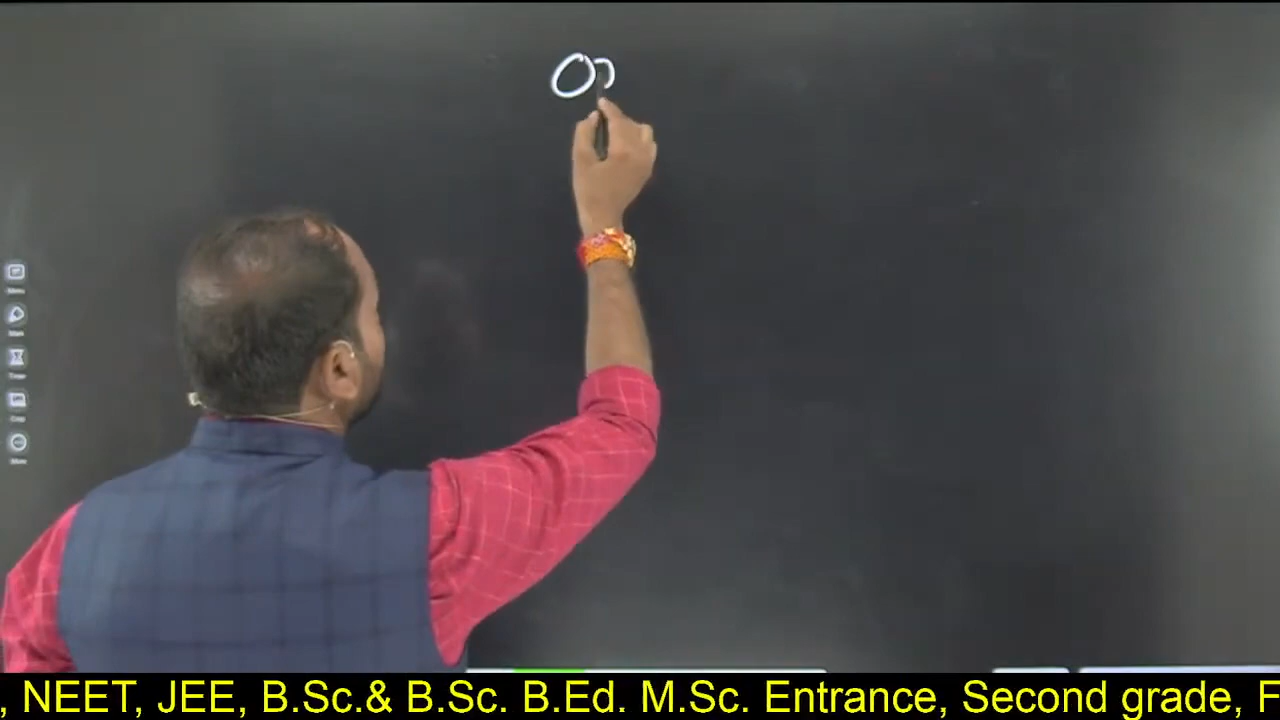 , NEET, JEE, B.Sc.& B.Sc. B.Ed. M.Sc. Entrance, Second grade, F